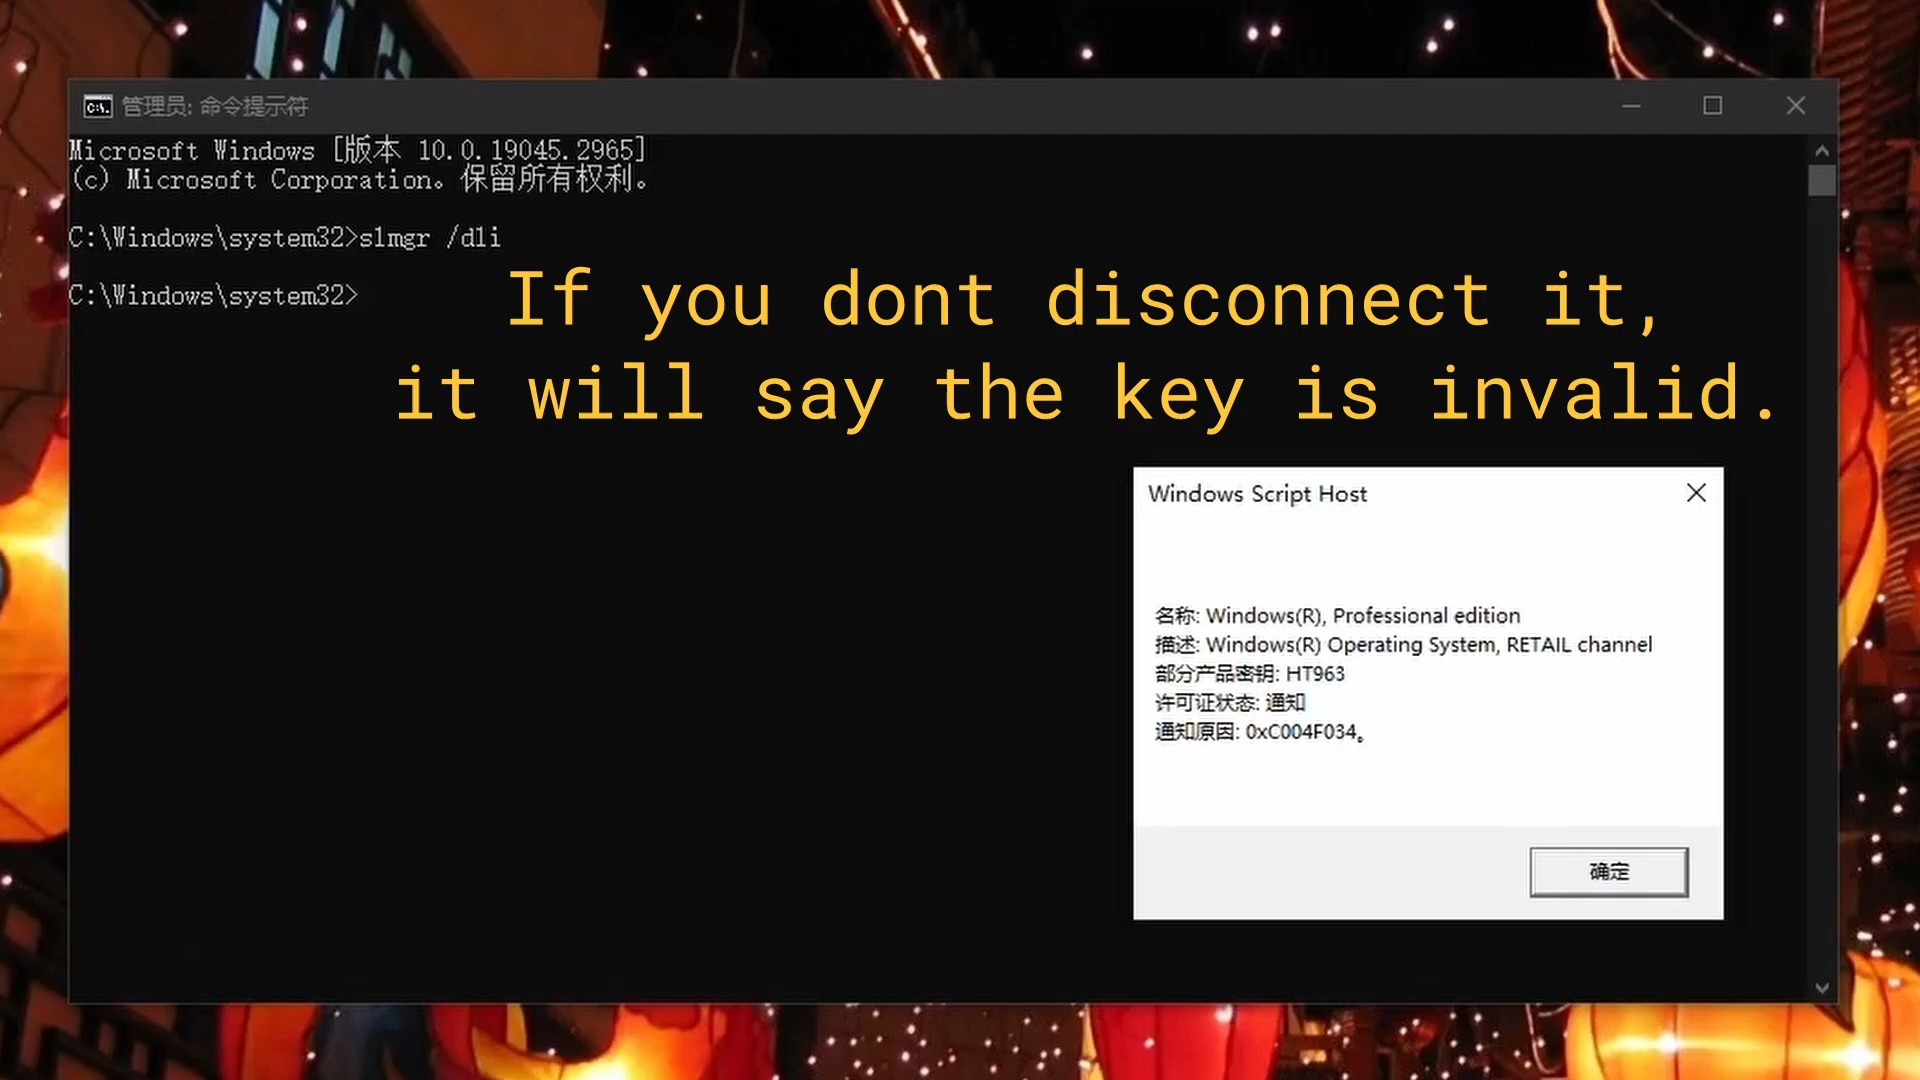 管理员: 命令提示符
Microsoft Windows [版本 10.0.19045.2965]
(c) Microsoft Corporation。保留所有权利。
C:\Windows\system32>slmgr /dli
C:\Windows\system32>
If you dont disconnect it,
it will say the key is invalid.
Windows Script Host
名称: Windows(R), Professional edition
描述: Windows(R) Operating System, RETAIL channel
部分产品密钥: HT963
许可证状态: 通知
通知原因: 0xC004F034。
确定